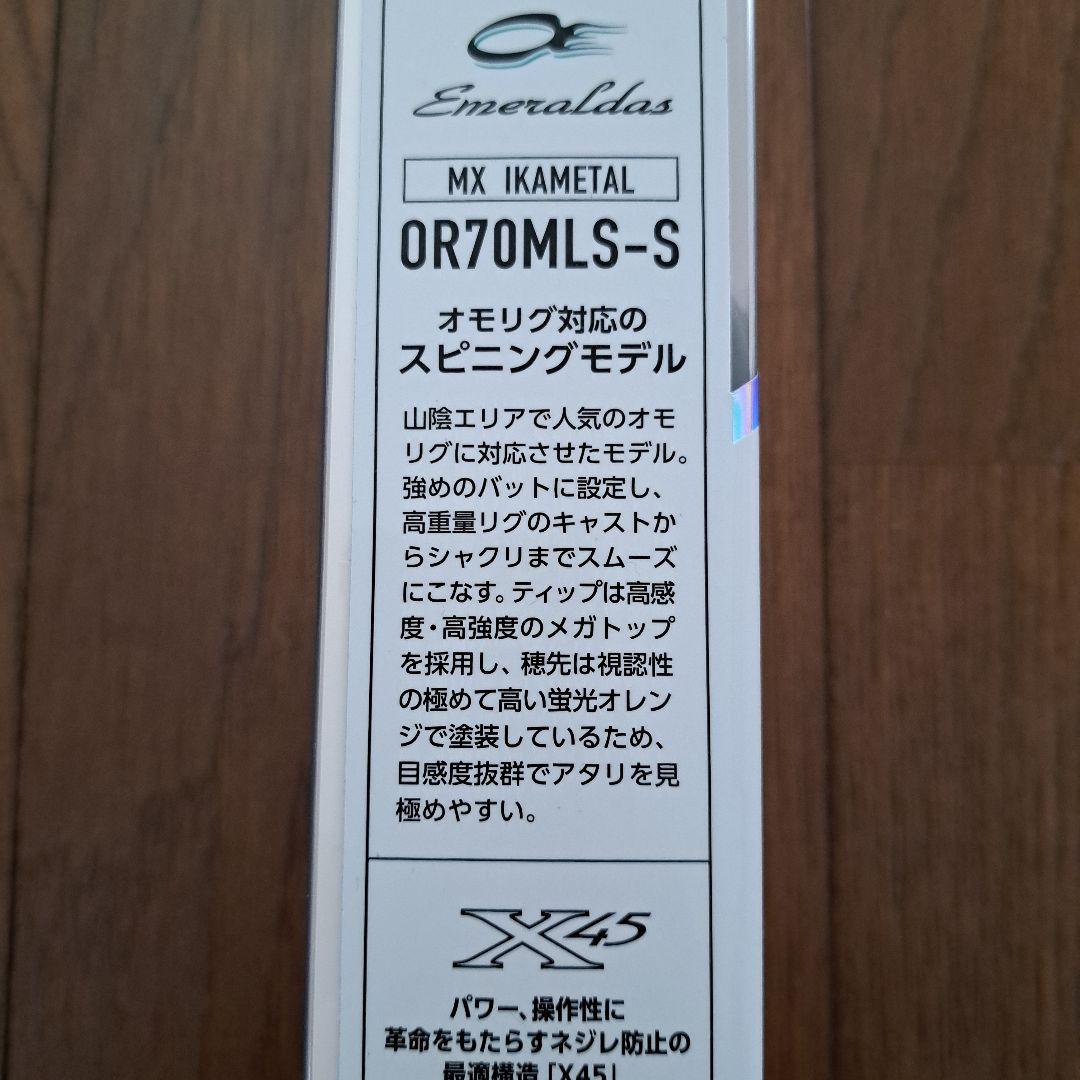 Emeraldas
MX IKAMETAL
OR70MLS-S
オモリグ対応の
スピニングモデル
山陰エリアで人気のオモ
リグに対応させたモデル。
強めのバットに設定し、
高重量リグのキャストか
らシャクリまでスムーズ
にこなす。ティップは高感
度・高強度のメガトップ
を採用し、穂先は視認性
の極めて高い蛍光オレン
ジで塗装しているため、
目感度抜群でアタリを見
極めやすい。
X45
パワー、操作性に
革命をもたらすネジレ防止の
最適構造「X45」